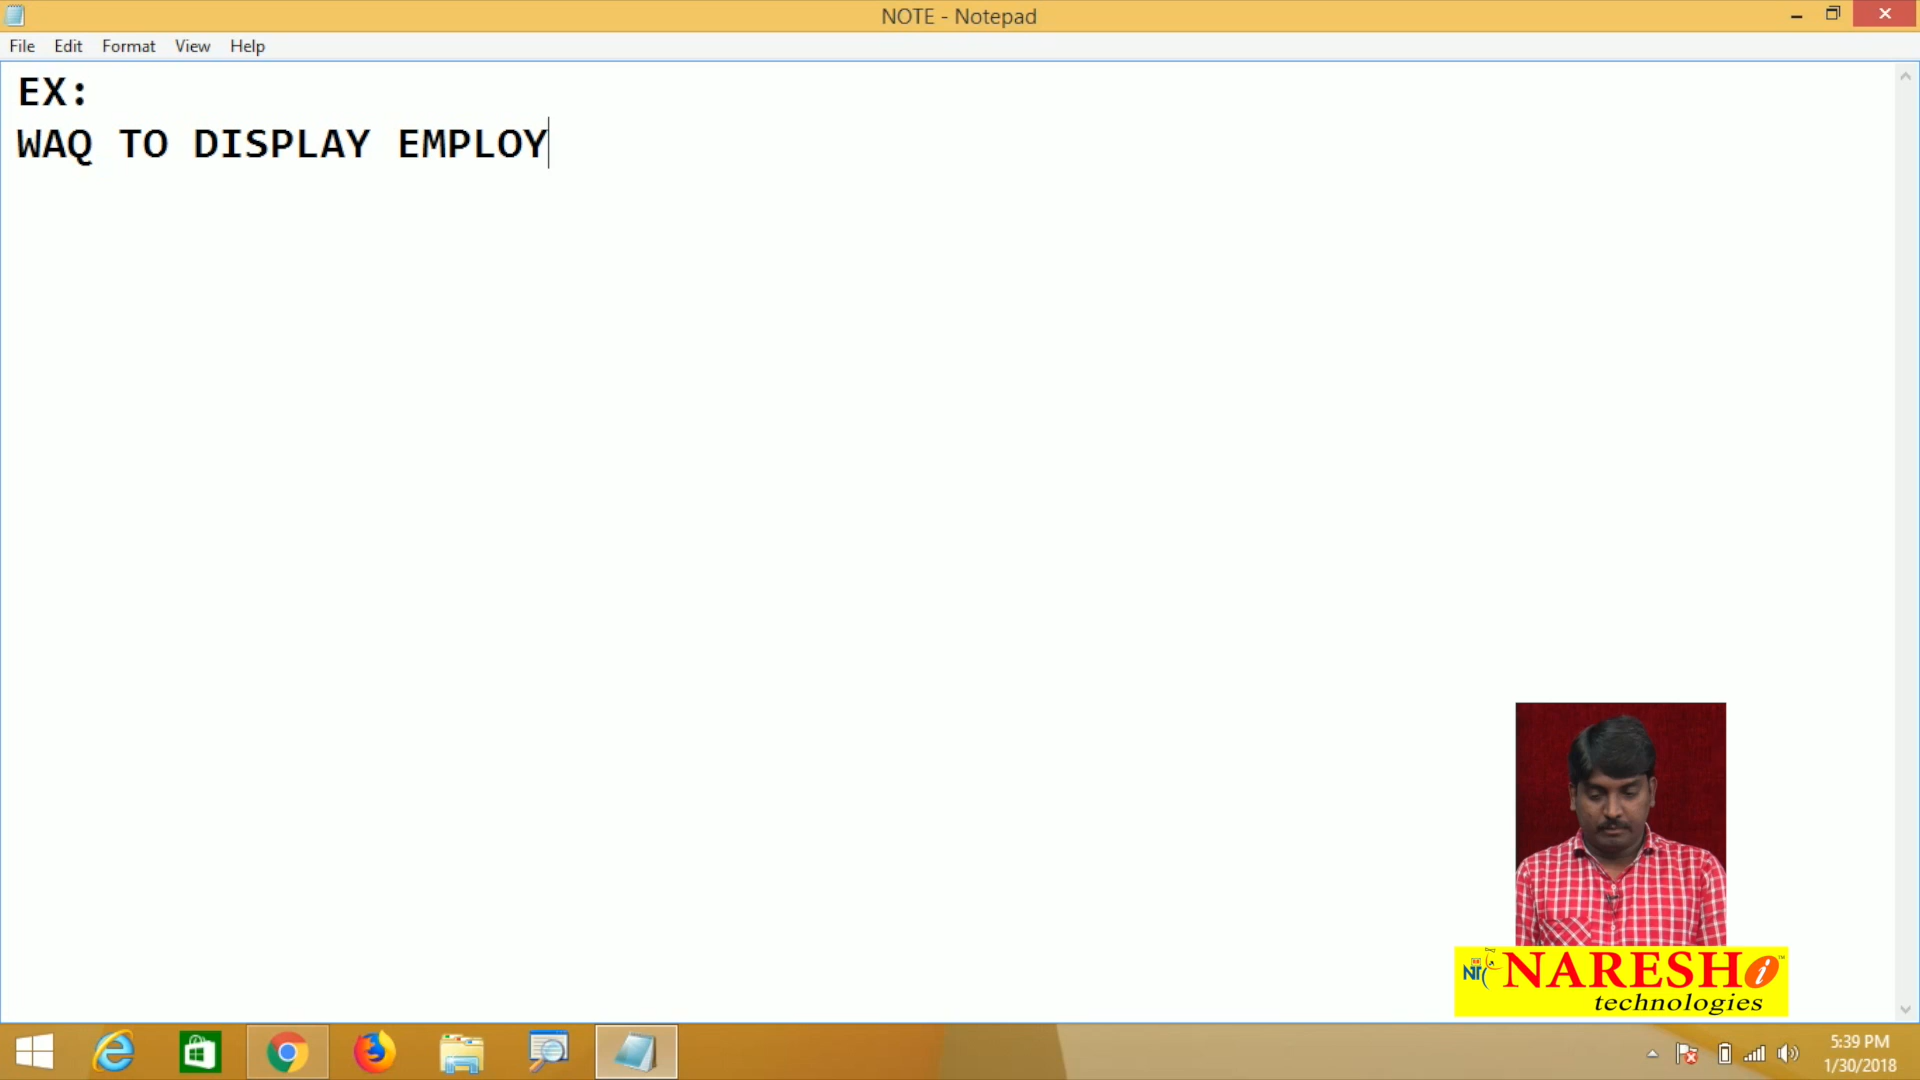 NOTE - Notepad
File Edit Format View Help
EX:
WAQ TO DISPLAY EMPLOY
NARESH i
technologies
5:39 PM
1/30/2018